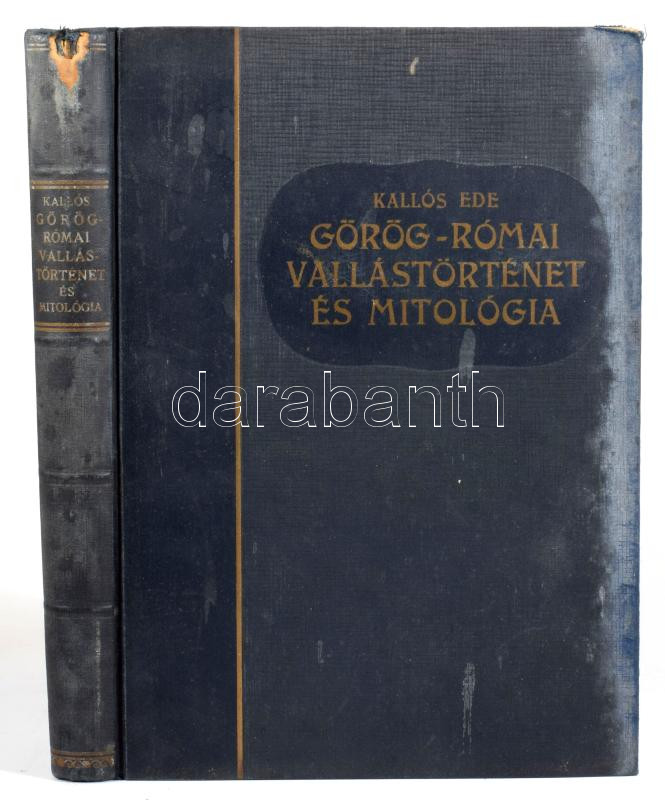 KALLÓS
GÖRÖG-
RÓMAI
VALLÁS-
TÖRTÉNET
ÉS
MITOLÓGIA
KALLÓS EDE
GÖRÖG-RÓMAI
VALLÁSTÖRTÉNET
ÉS MITOLÓGIA
darabanth